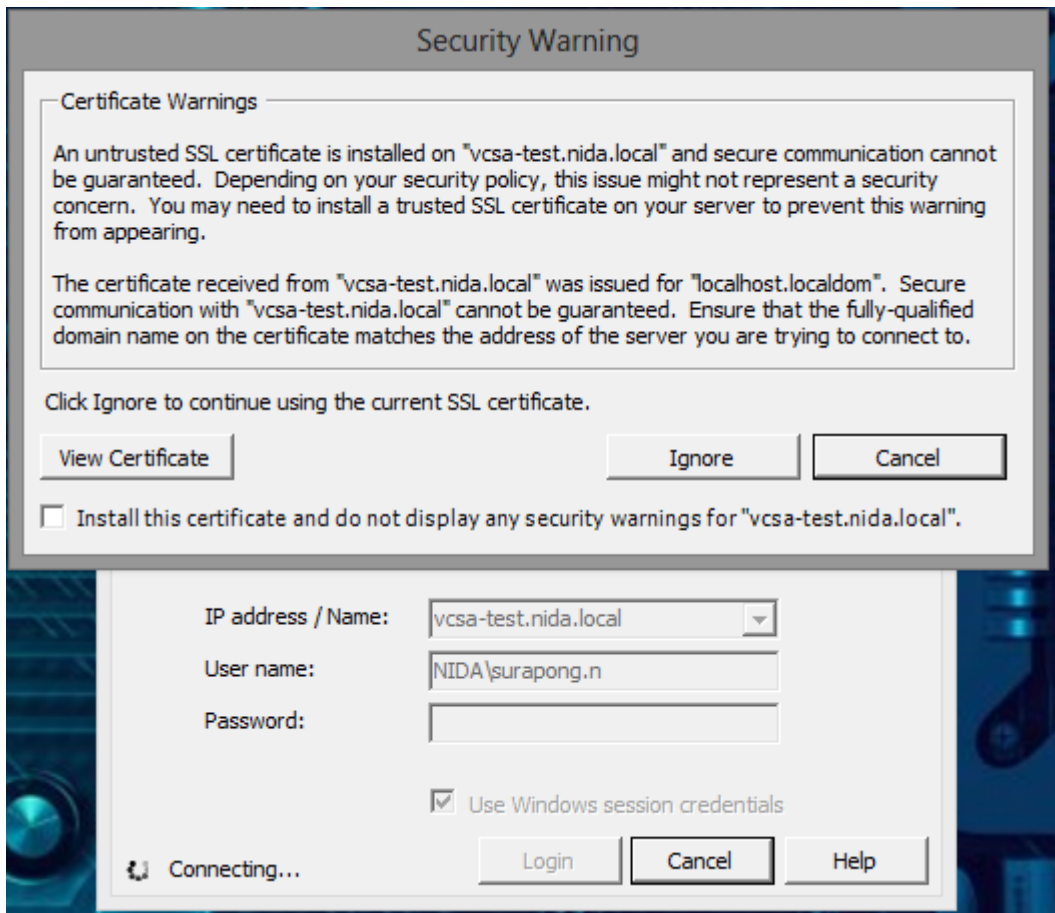 Security Warning
Certificate Warnings
An untrusted SSL certificate is installed on "vcsa-test.nida.local" and secure communication cannot
be guaranteed.  Depending on your security policy, this issue might not represent a security
concern.  You may need to install a trusted SSL certificate on your server to prevent this warning
from appearing.
The certificate received from "vcsa-test.nida.local" was issued for "localhost.localdom".  Secure
communication with "vcsa-test.nida.local" cannot be guaranteed.  Ensure that the fully-qualified
domain name on the certificate matches the address of the server you are trying to connect to.
Click Ignore to continue using the current SSL certificate.
View Certificate Ignore Cancel
Install this certificate and do not display any security warnings for "vcsa-test.nida.local".
IP address / Name: vcsa-test.nida.local
User name: NIDA\surapong.n
Password:
Use Windows session credentials
Connecting... Login Cancel Help